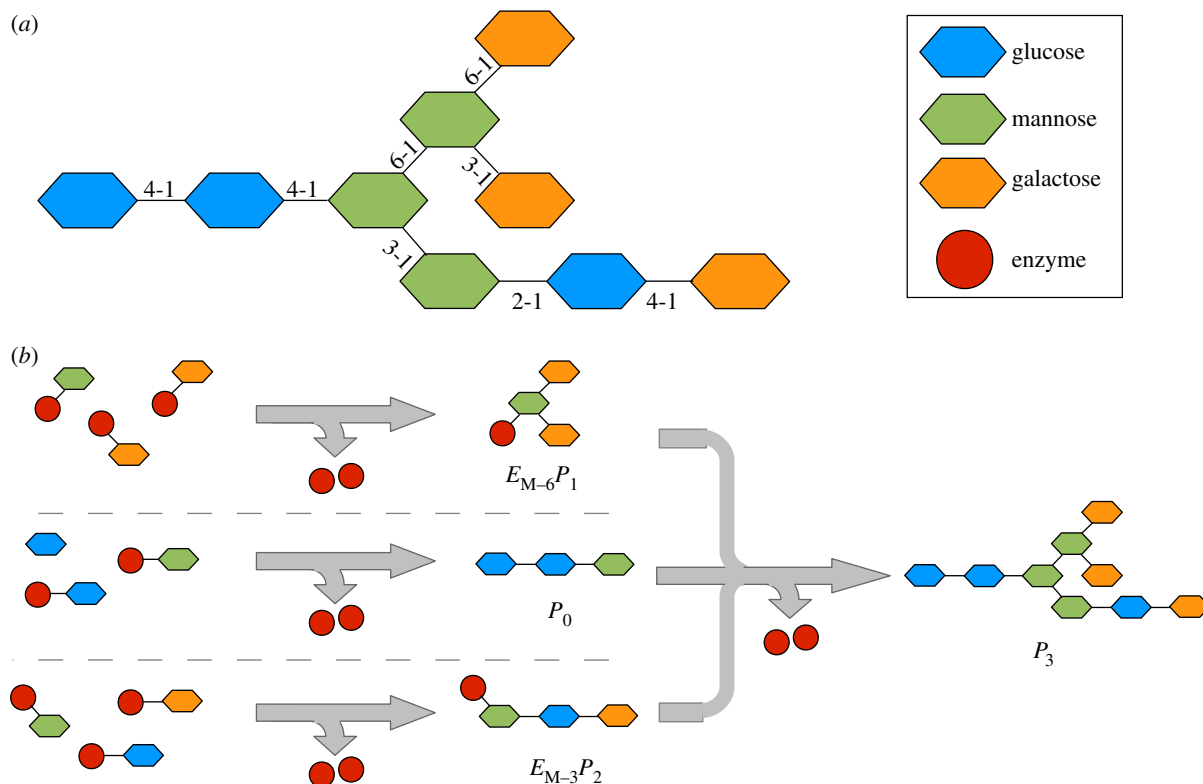 (a)
6-1
6-1
3-1
4-1
4-1
3-1
2-1
4-1
glucose
mannose
galactose
enzyme
(b)
E_M–6P_1
P_0
P_3
E_M–3P_2